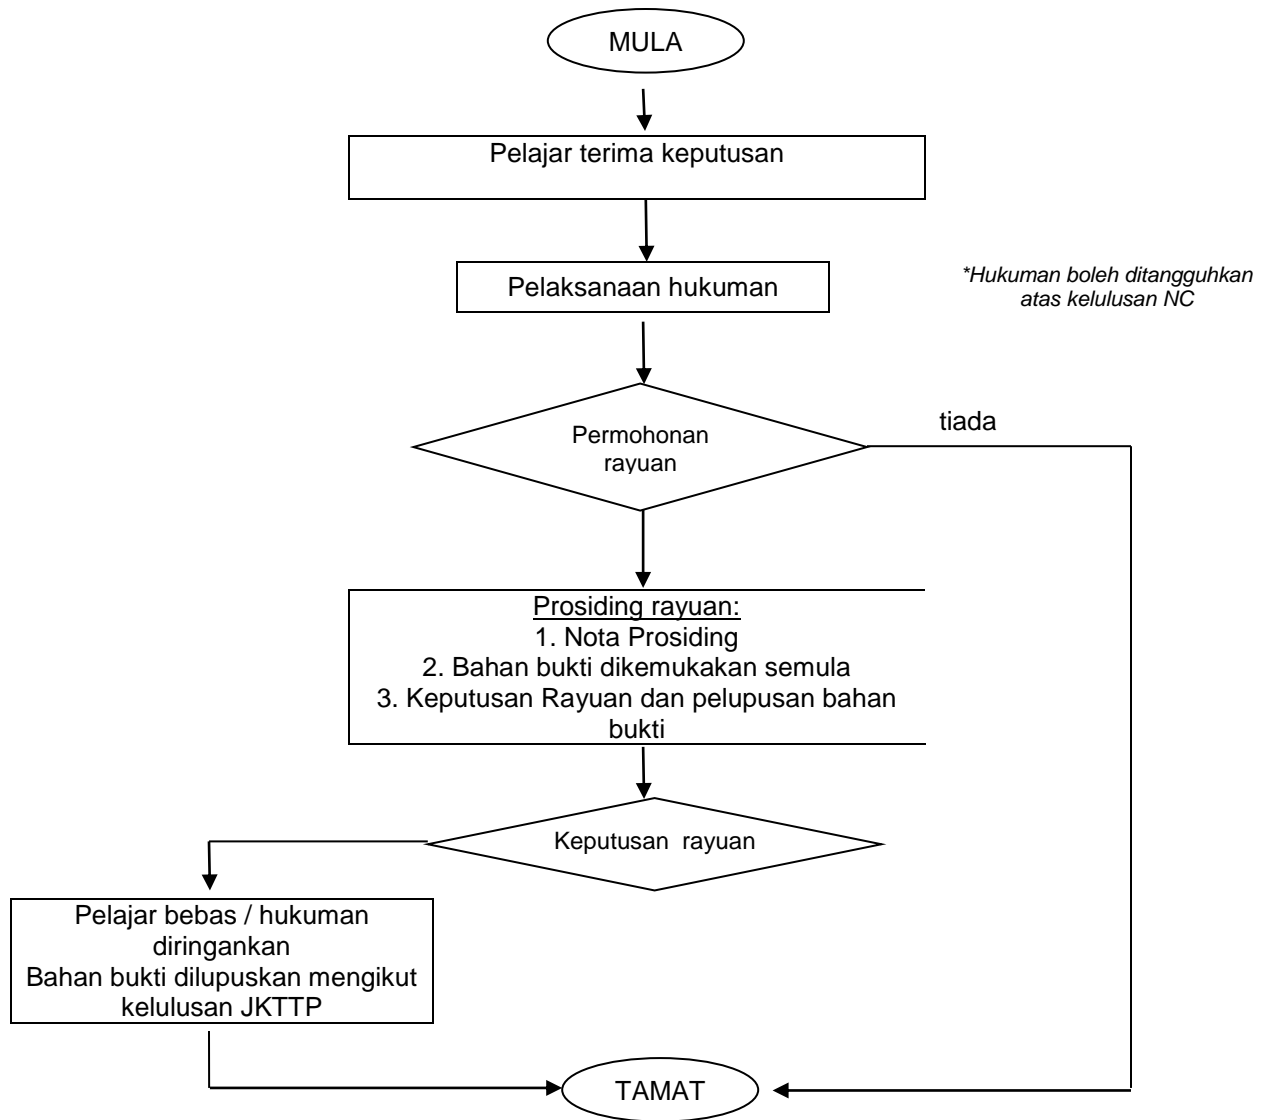 MULA
Pelajar terima keputusan
Pelaksanaan hukuman
*Hukuman boleh ditangguhkan
atas kelulusan NC
Permohonan
rayuan
tiada
Prosiding rayuan:
1. Nota Prosiding
2. Bahan bukti dikemukakan semula
3. Keputusan Rayuan dan pelupusan bahan
bukti
Keputusan rayuan
Pelajar bebas / hukuman
diringankan
Bahan bukti dilupuskan mengikut
kelulusan JKTTP
TAMAT